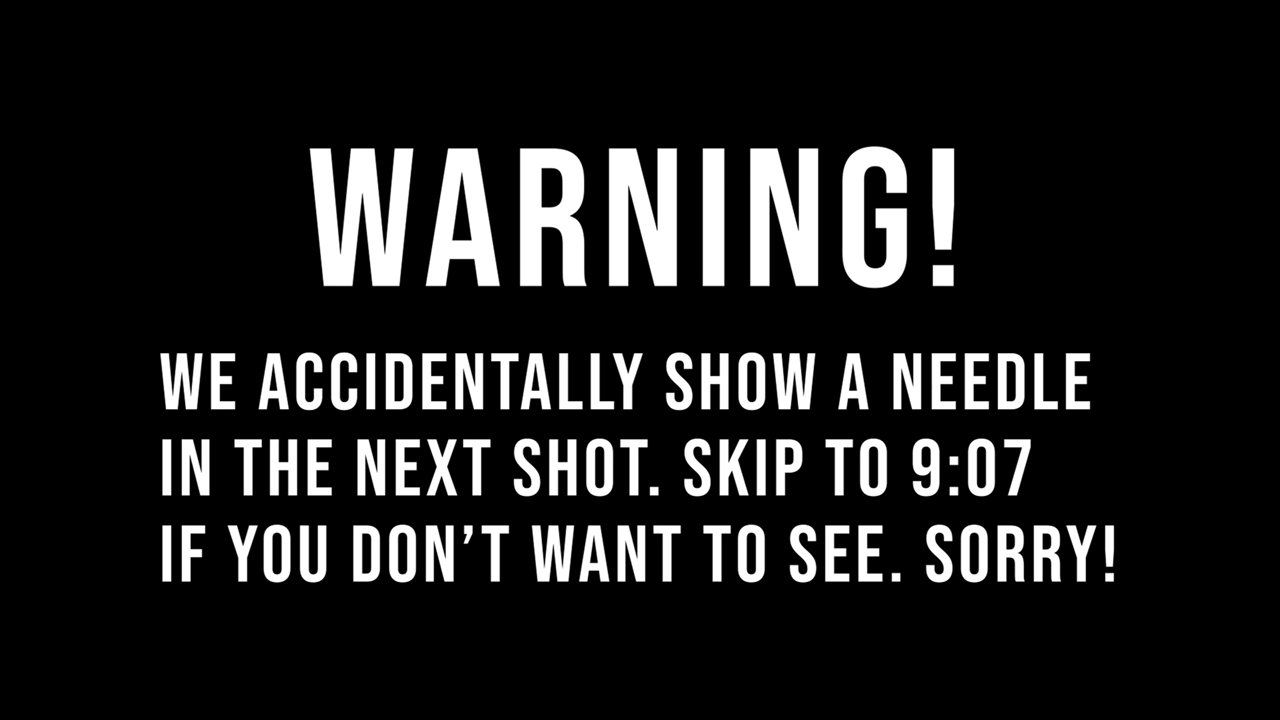 WARNING!
WE ACCIDENTALLY SHOW A NEEDLE
IN THE NEXT SHOT. SKIP TO 9:07
IF YOU DON’T WANT TO SEE. SORRY!